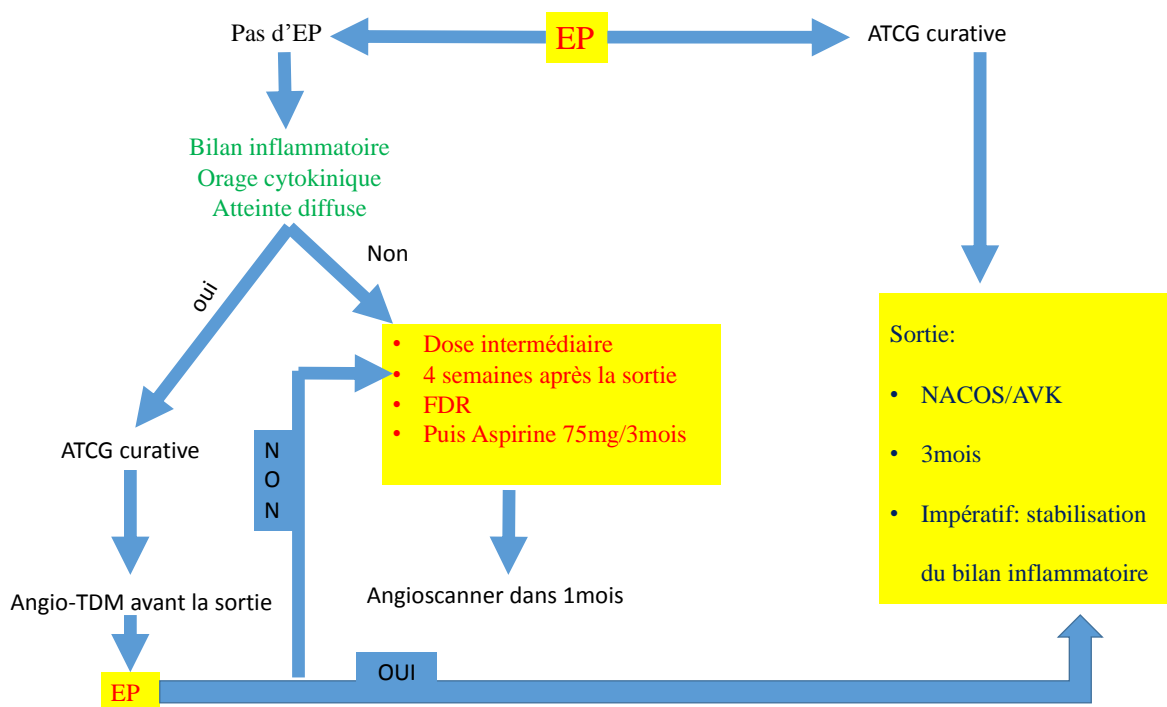 Pas d’EP
EP
ATCG curative
Bilan inflammatoire
Orage cytokinique
Atteinte diffuse
oui
Non
• Dose intermédiaire
• 4 semaines après la sortie
• FDR
• Puis Aspirine 75mg/3mois
Sortie:
• NACOS/AVK
• 3mois
• Impératif: stabilisation
du bilan inflammatoire
ATCG curative
N
O
N
Angio-TDM avant la sortie
Angioscanner dans 1mois
EP
OUI